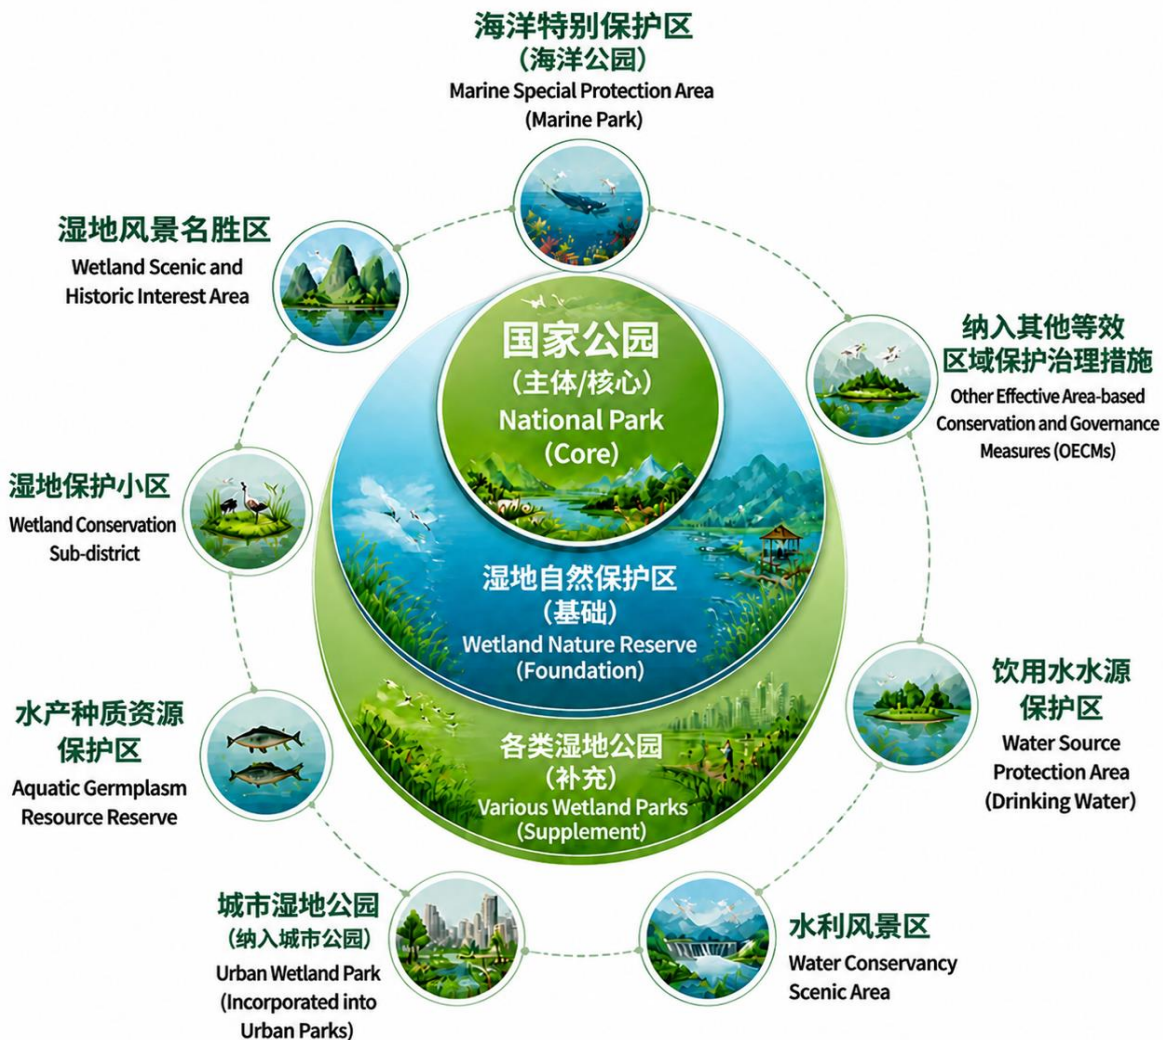 海洋特别保护区
（海洋公园）
Marine Special Protection Area
(Marine Park)
湿地风景名胜区
Wetland Scenic and
Historic Interest Area
纳入其他等效
区域保护治理措施
Other Effective Area-based
Conservation and Governance
Measures (OECMs)
国家公园
（主体/核心）
National Park
(Core)
湿地保护小区
Wetland Conservation
Sub-district
湿地自然保护区
（基础）
Wetland Nature Reserve
(Foundation)
饮用水水源
保护区
Water Source
Protection Area
(Drinking Water)
水产种质资源
保护区
Aquatic Germplasm
Resource Reserve
各类湿地公园
（补充）
Various Wetland Parks
(Supplement)
城市湿地公园
（纳入城市公园）
Urban Wetland Park
(Incorporated into
Urban Parks)
水利风景区
Water Conservancy
Scenic Area